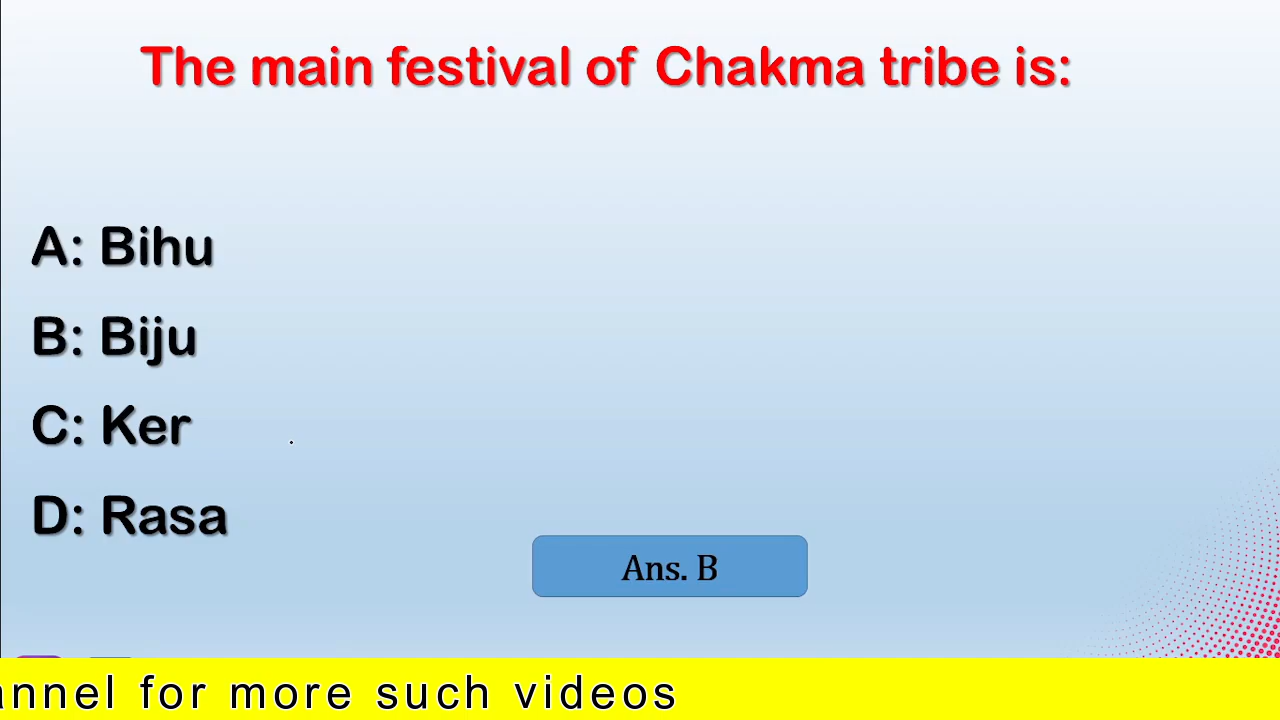 The main festival of Chakma tribe is:
A: Bihu
B: Biju
C: Ker
D: Rasa
Ans. B
annel for more such videos